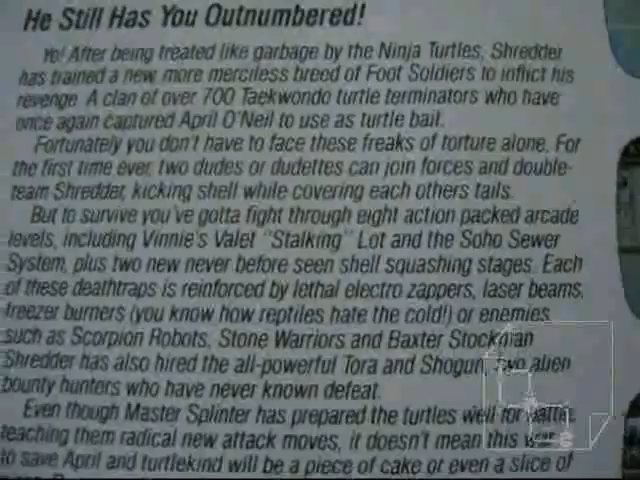 He Still Has You Outnumbered!
Yo! After being treated like garbage by the Ninja Turtles, Shredder
has trained a new, more merciless breed of Foot Soldiers to inflict his
revenge. A clan of over 700 Taekwondo turtle terminators who have
once again captured April O'Neil to use as turtle bait.
Fortunately you don't have to face these freaks of torture alone. For
the first time ever, two dudes or dudettes can join forces and double-
team Shredder, kicking shell while covering each others tails.
But to survive you've gotta fight through eight action packed arcade
levels, including Vinnie's Valet "Stalking" Lot and the Soho Sewer
System, plus two new never before seen shell squashing stages. Each
of these deathtraps is reinforced by lethal electro zappers, laser beams,
freezer burners (you know how reptiles hate the cold!) or enemies
such as Scorpion Robots, Stone Warriors and Baxter Stockman
Shredder has also hired the all-powerful Tora and Shogun, two alien
bounty hunters who have never known defeat.
Even though Master Splinter has prepared the turtles well for battle,
teaching them radical new attack moves, it doesn't mean this
to save April and turtlekind will be a piece of cake or even a slice of